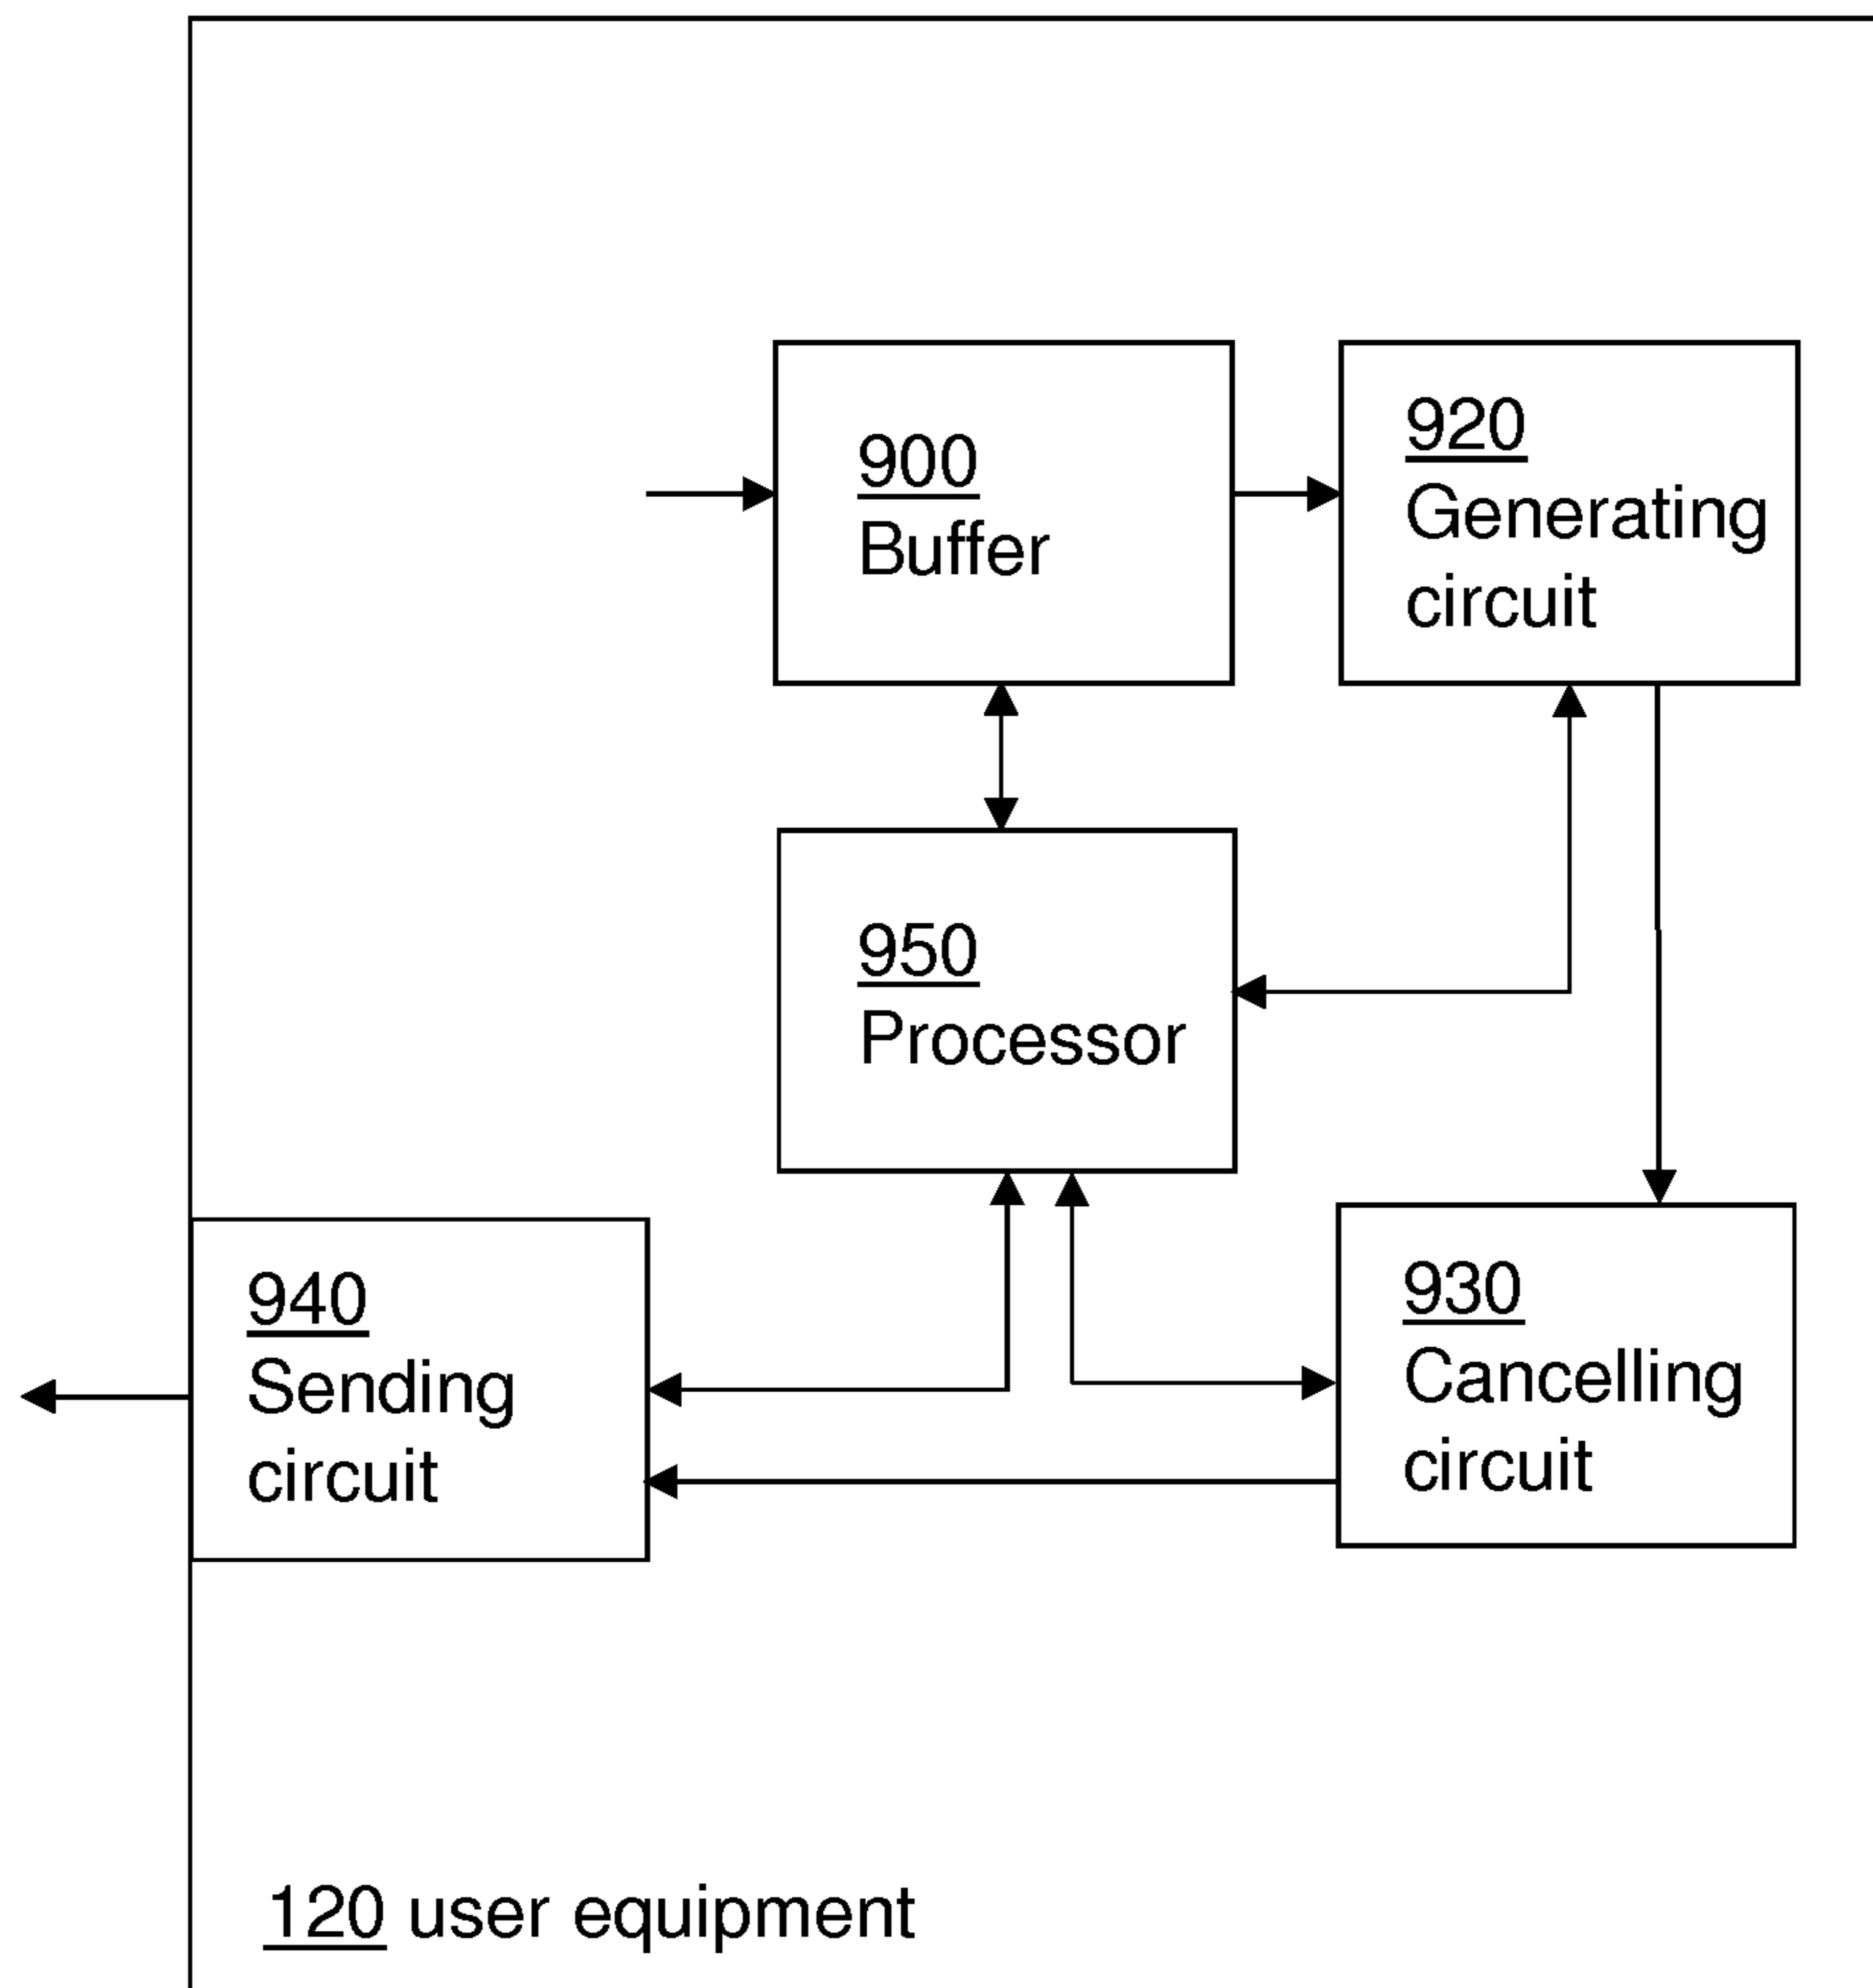 900
Buffer
920
Generating
circuit
950
Processor
940
Sending
circuit
930
Cancelling
circuit
120 user equipment